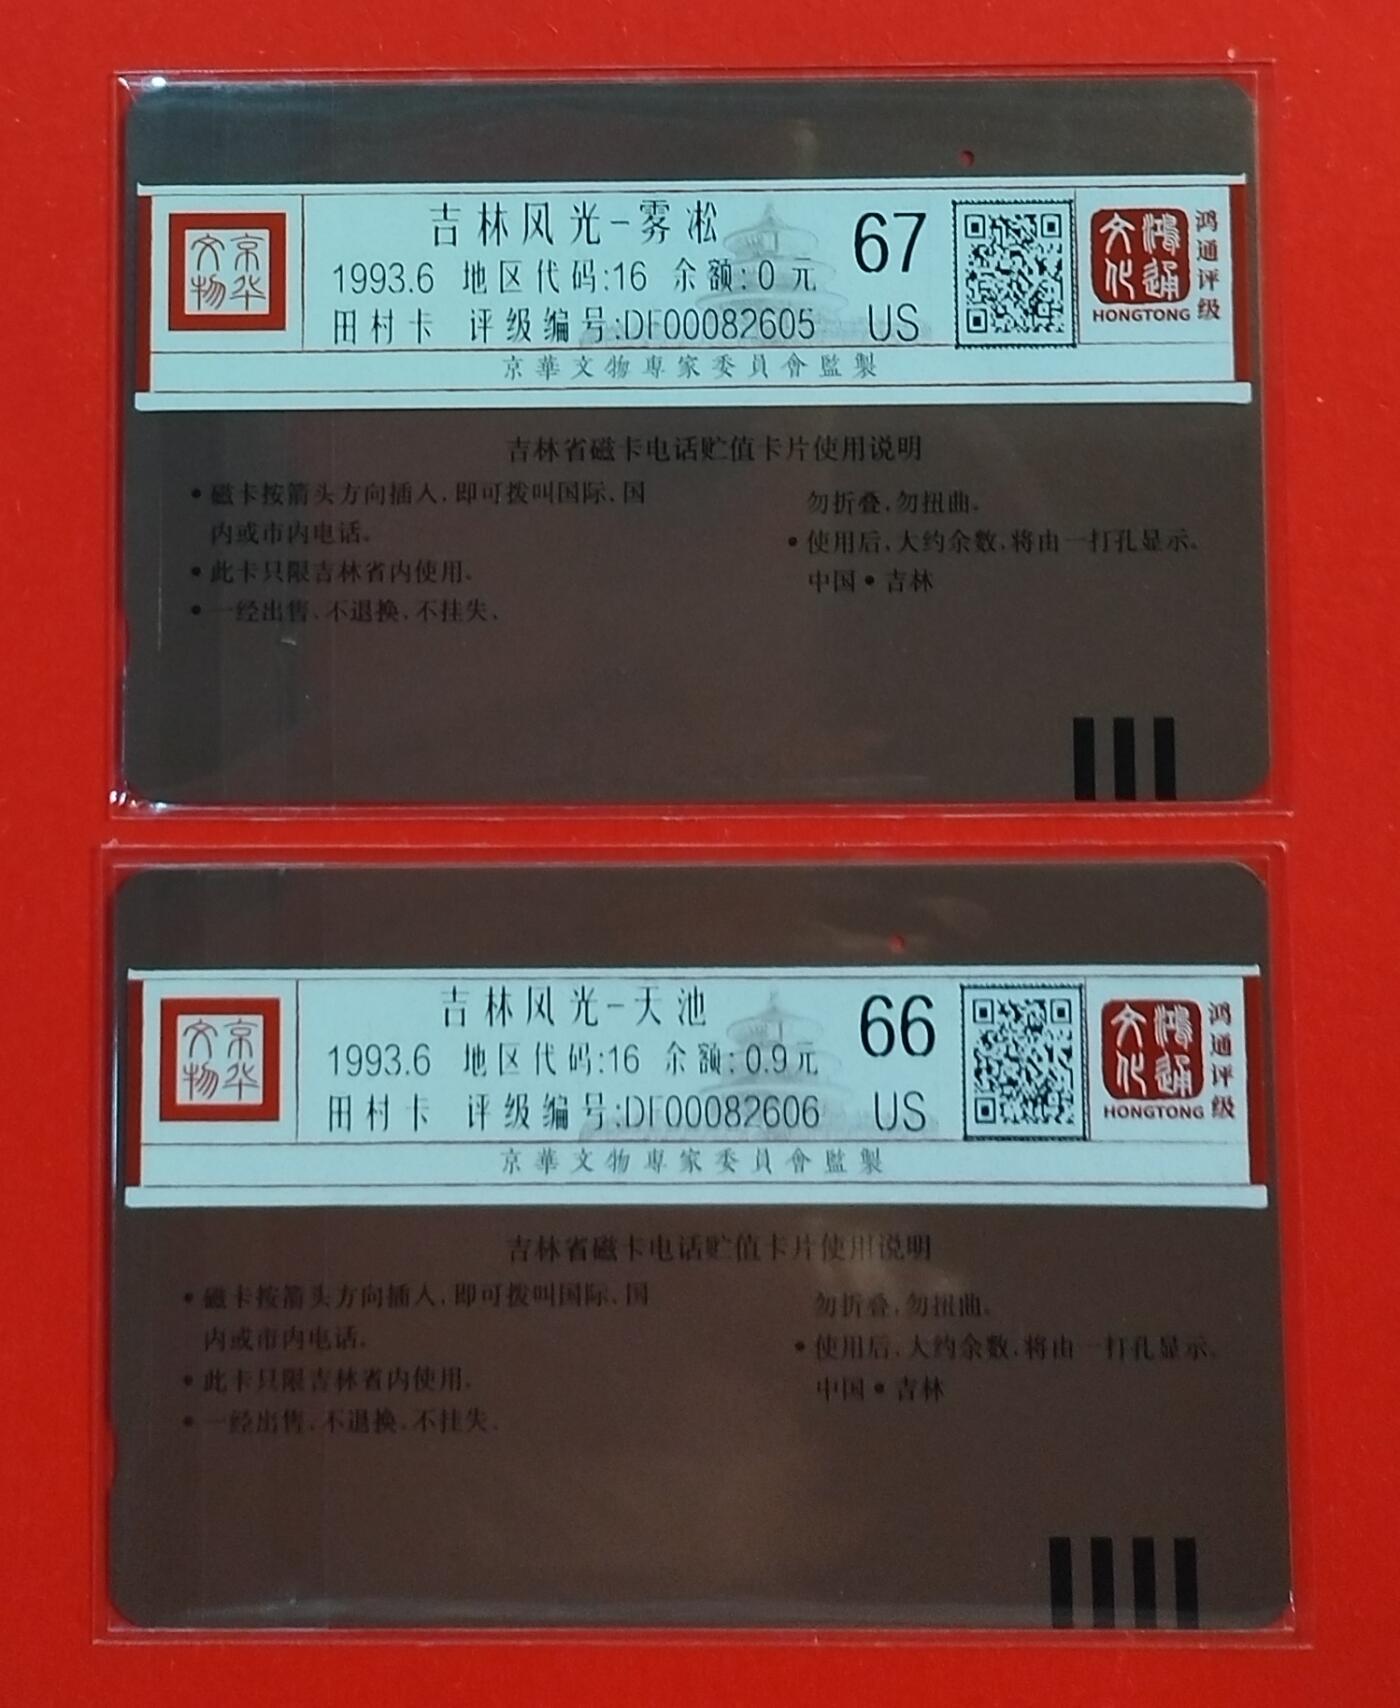 京华
文物
吉林风光-雾凇
1993.6 地区代码:16 余额:0元
田村卡 评级编号:DF00082605
67
US
鸿通
文化
HONGTONG
鸿通评级
京華文物專家委員會監製
吉林省磁卡电话贮值卡片使用说明
•磁卡按箭头方向插入,即可拨叫国际、国
内或市内电话。
•此卡只限吉林省内使用。
•一经出售、不退换、不挂失、
勿折叠,勿扭曲。
•使用后,大约余数,将由一打孔显示。
中国•吉林
京华
文物
吉林风光-天池
1993.6 地区代码:16 余额:0.9元
田村卡 评级编号:DF00082606
66
US
鸿通
文化
HONGTONG
鸿通评级
京華文物專家委員會監製
吉林省磁卡电话贮值卡片使用说明
•磁卡按箭头方向插入,即可拨叫国际、国
内或市内电话。
•此卡只限吉林省内使用。
•一经出售、不退换、不挂失、
勿折叠,勿扭曲。
•使用后,大约余数,将由一打孔显示。
中国•吉林